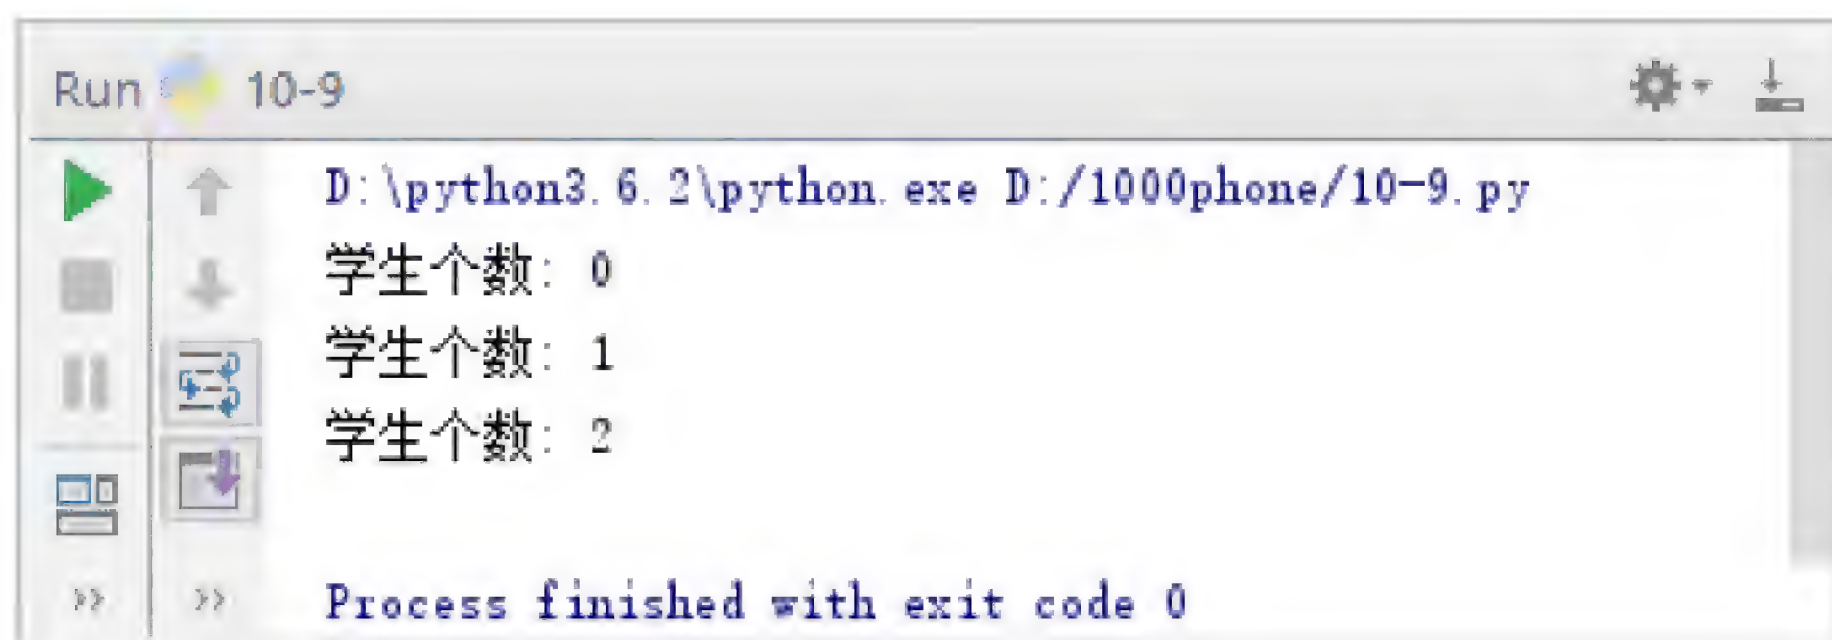 Run 10-9
D:\python3.6.2\python.exe D:/1000phone/10-9.py
学生个数: 0
学生个数: 1
学生个数: 2
Process finished with exit code 0